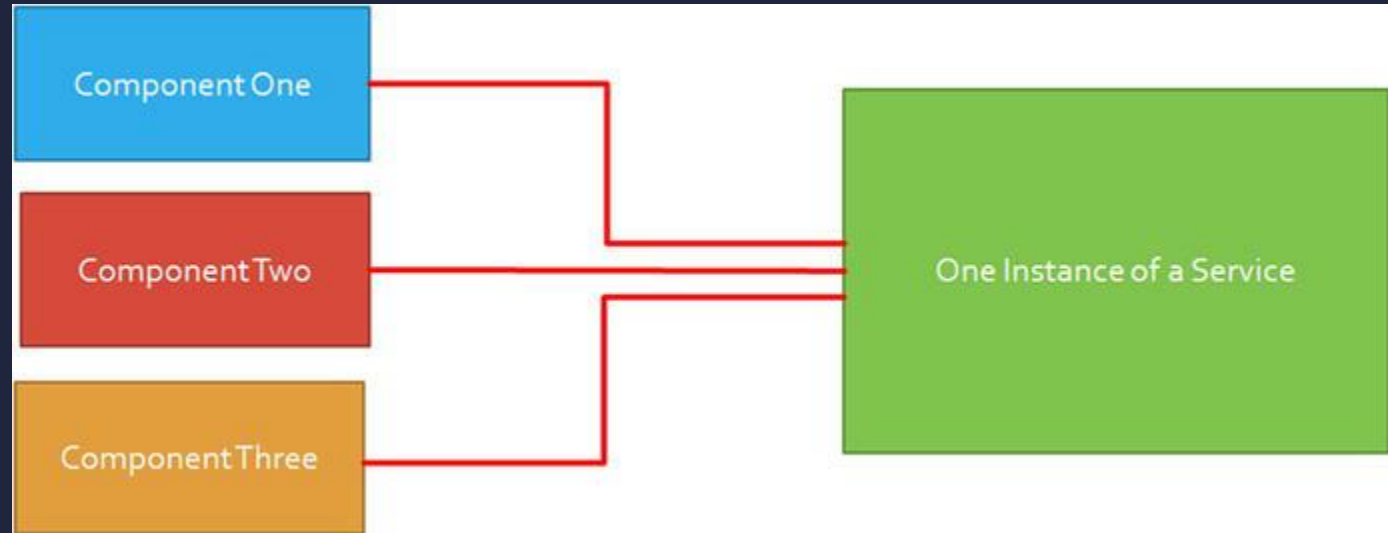 Component One
Component Two
Component Three
One Instance of a Service